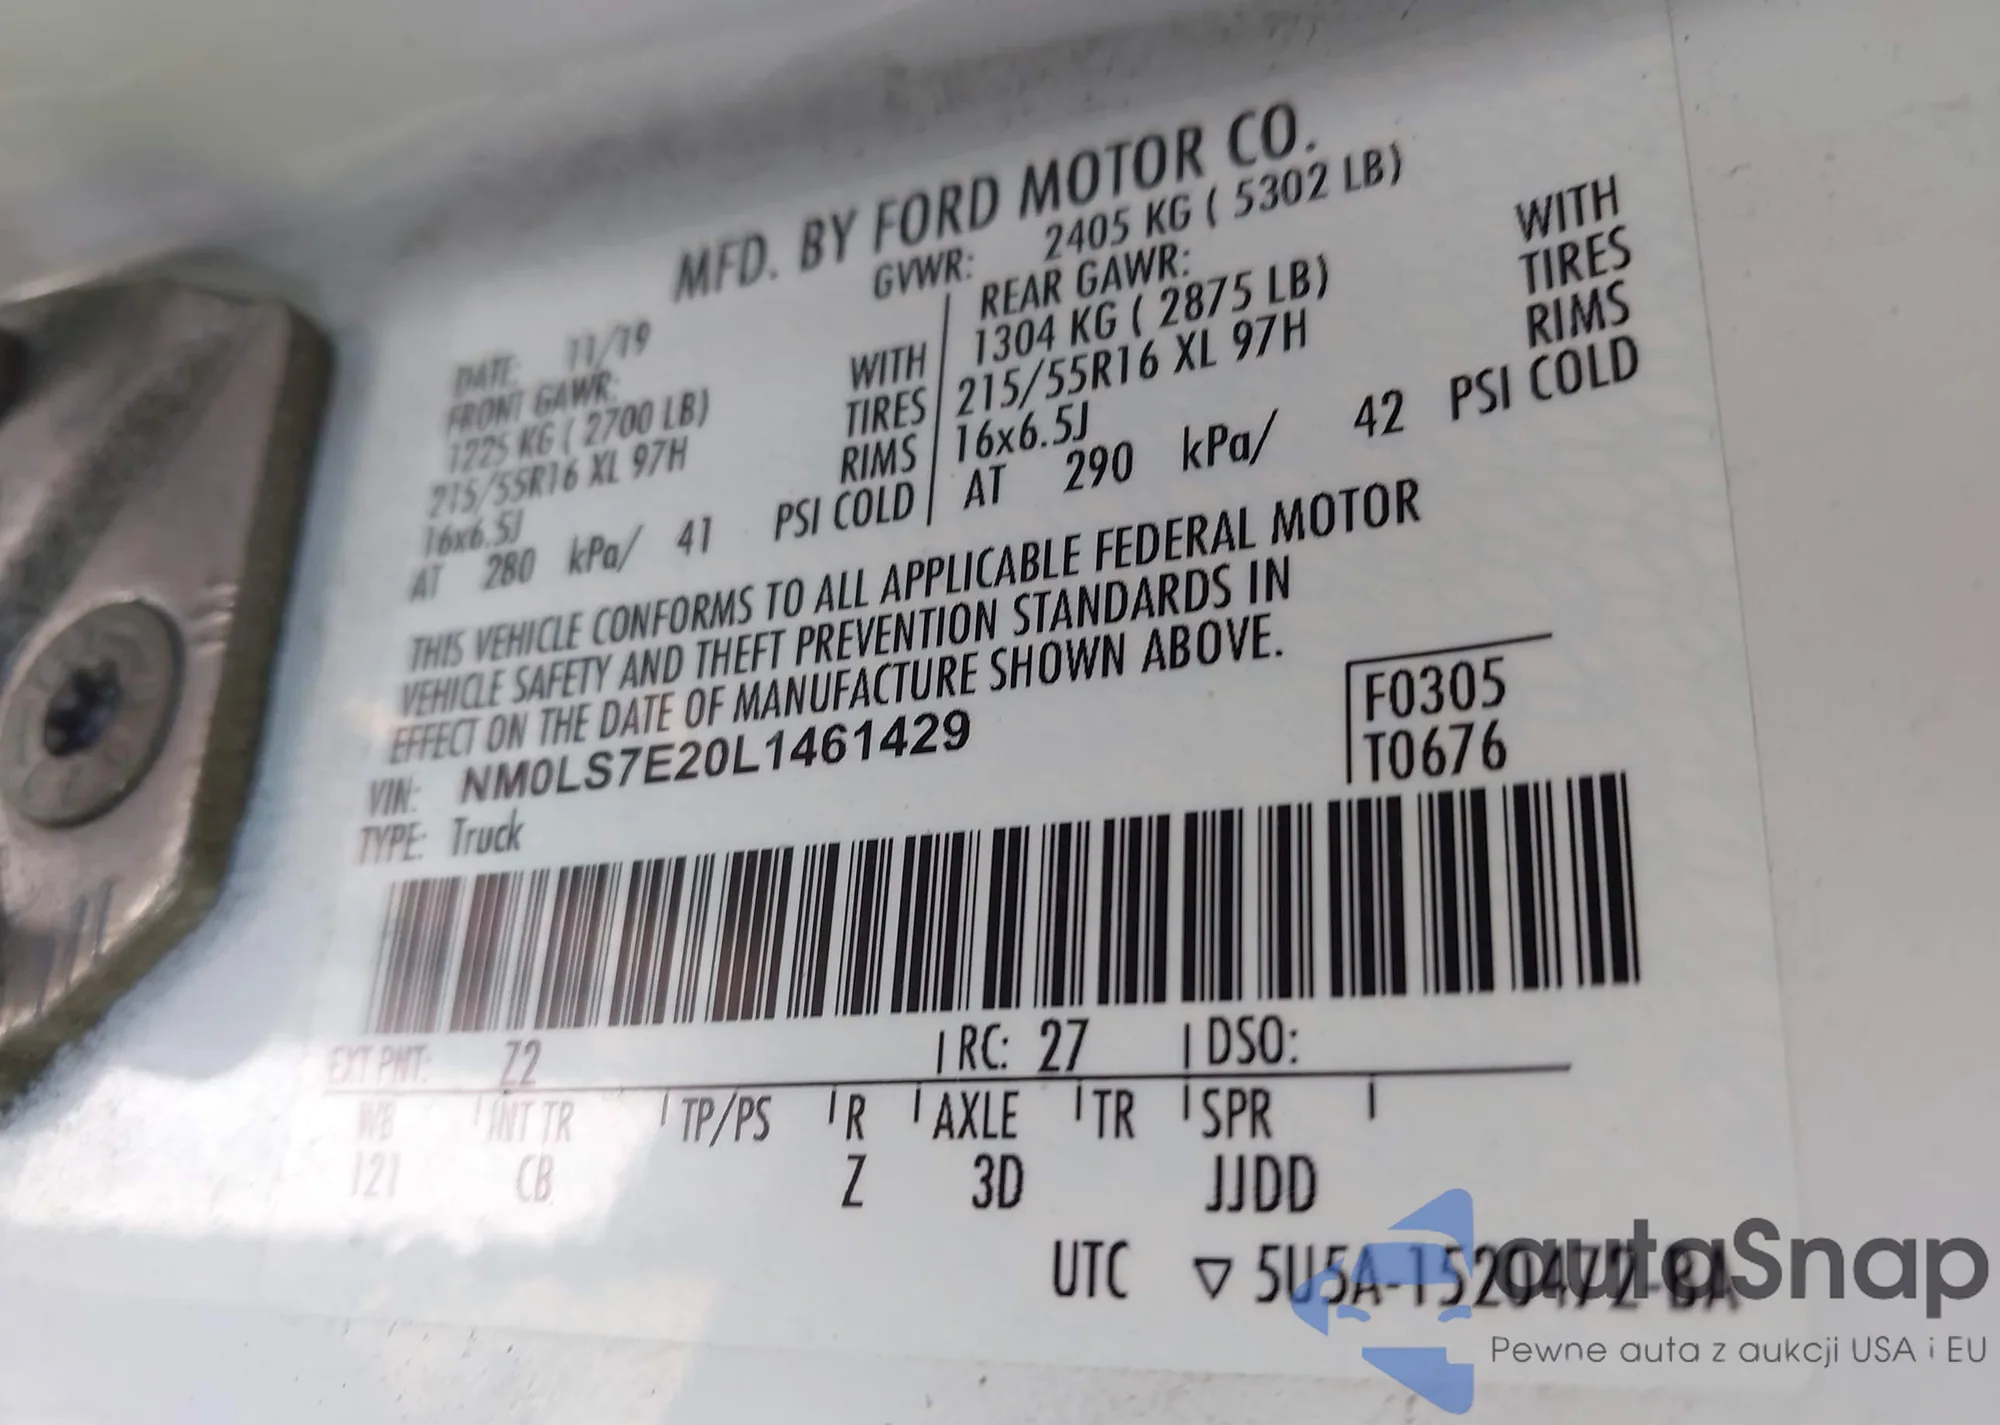 MFD. BY FORD MOTOR CO.
DATE: 11/19 GVWR: 2405 KG ( 5302 LB)
FRONT GAWR: REAR GAWR:
1225 KG ( 2700 LB) WITH 1304 KG ( 2875 LB) WITH
215/55R16 XL 97H TIRES 215/55R16 XL 97H TIRES
16x6.5J RIMS 16x6.5J RIMS
AT 280 kPa/ 41 PSI COLD AT 290 kPa/ 42 PSI COLD
THIS VEHICLE CONFORMS TO ALL APPLICABLE FEDERAL MOTOR
VEHICLE SAFETY AND THEFT PREVENTION STANDARDS IN
EFFECT ON THE DATE OF MANUFACTURE SHOWN ABOVE.
VIN: NM0LS7E20L1461429 F0305
TYPE: Truck T0676
EXT PNT: Z2 RC: 27 DSO:
WB INT TR TP/PS R AXLE TR SPR
121 CB Z 3D JJDD
UTC ▽ 5U5A-1520472-BA
autaSnap
Pewne auta z aukcji USA i EU